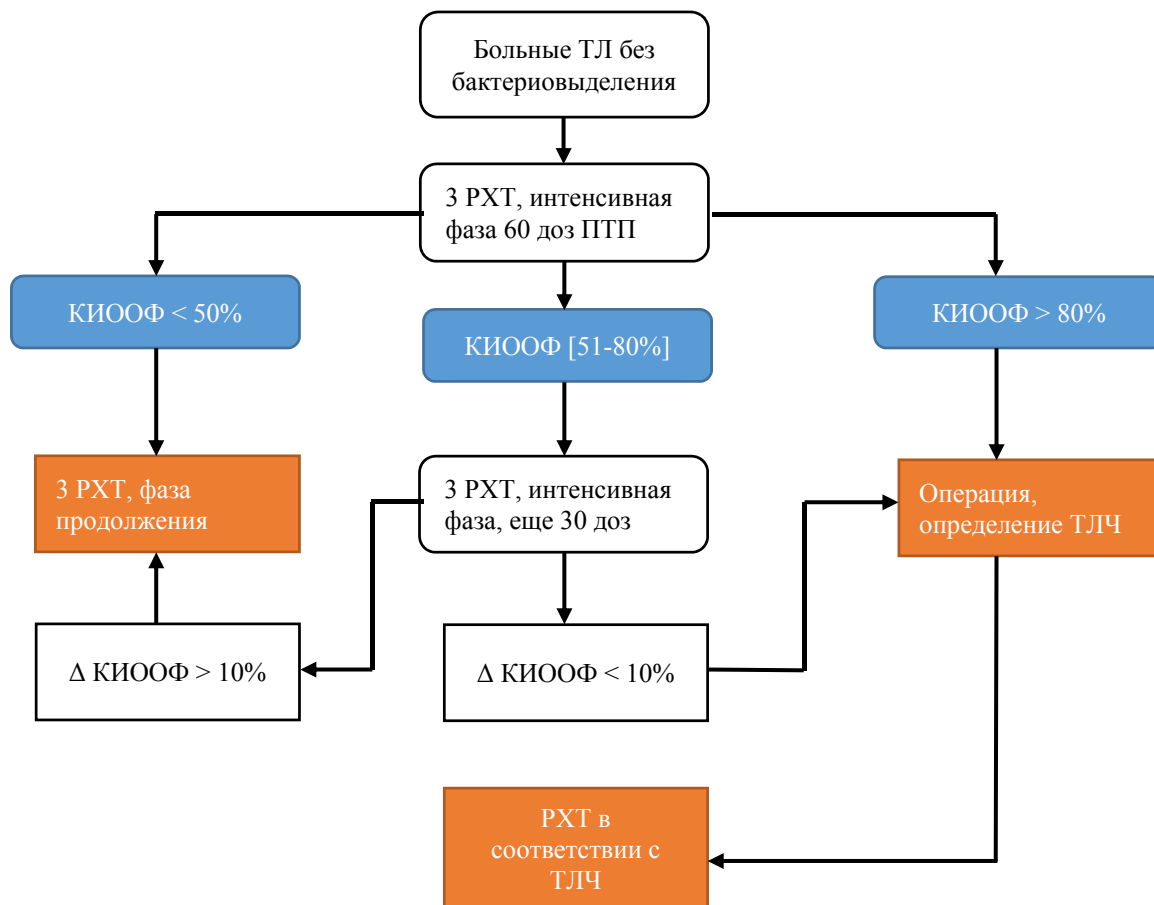 Больные ТЛ без
бактериовыделения
3 РХТ, интенсивная
фаза 60 доз ПТП
КИООФ < 50%
КИООФ [51-80%]
КИООФ > 80%
3 РХТ, фаза
продолжения
3 РХТ, интенсивная
фаза, еще 30 доз
Операция,
определение ТЛЧ
Δ КИООФ > 10%
Δ КИООФ < 10%
РХТ в
соответствии с
ТЛЧ